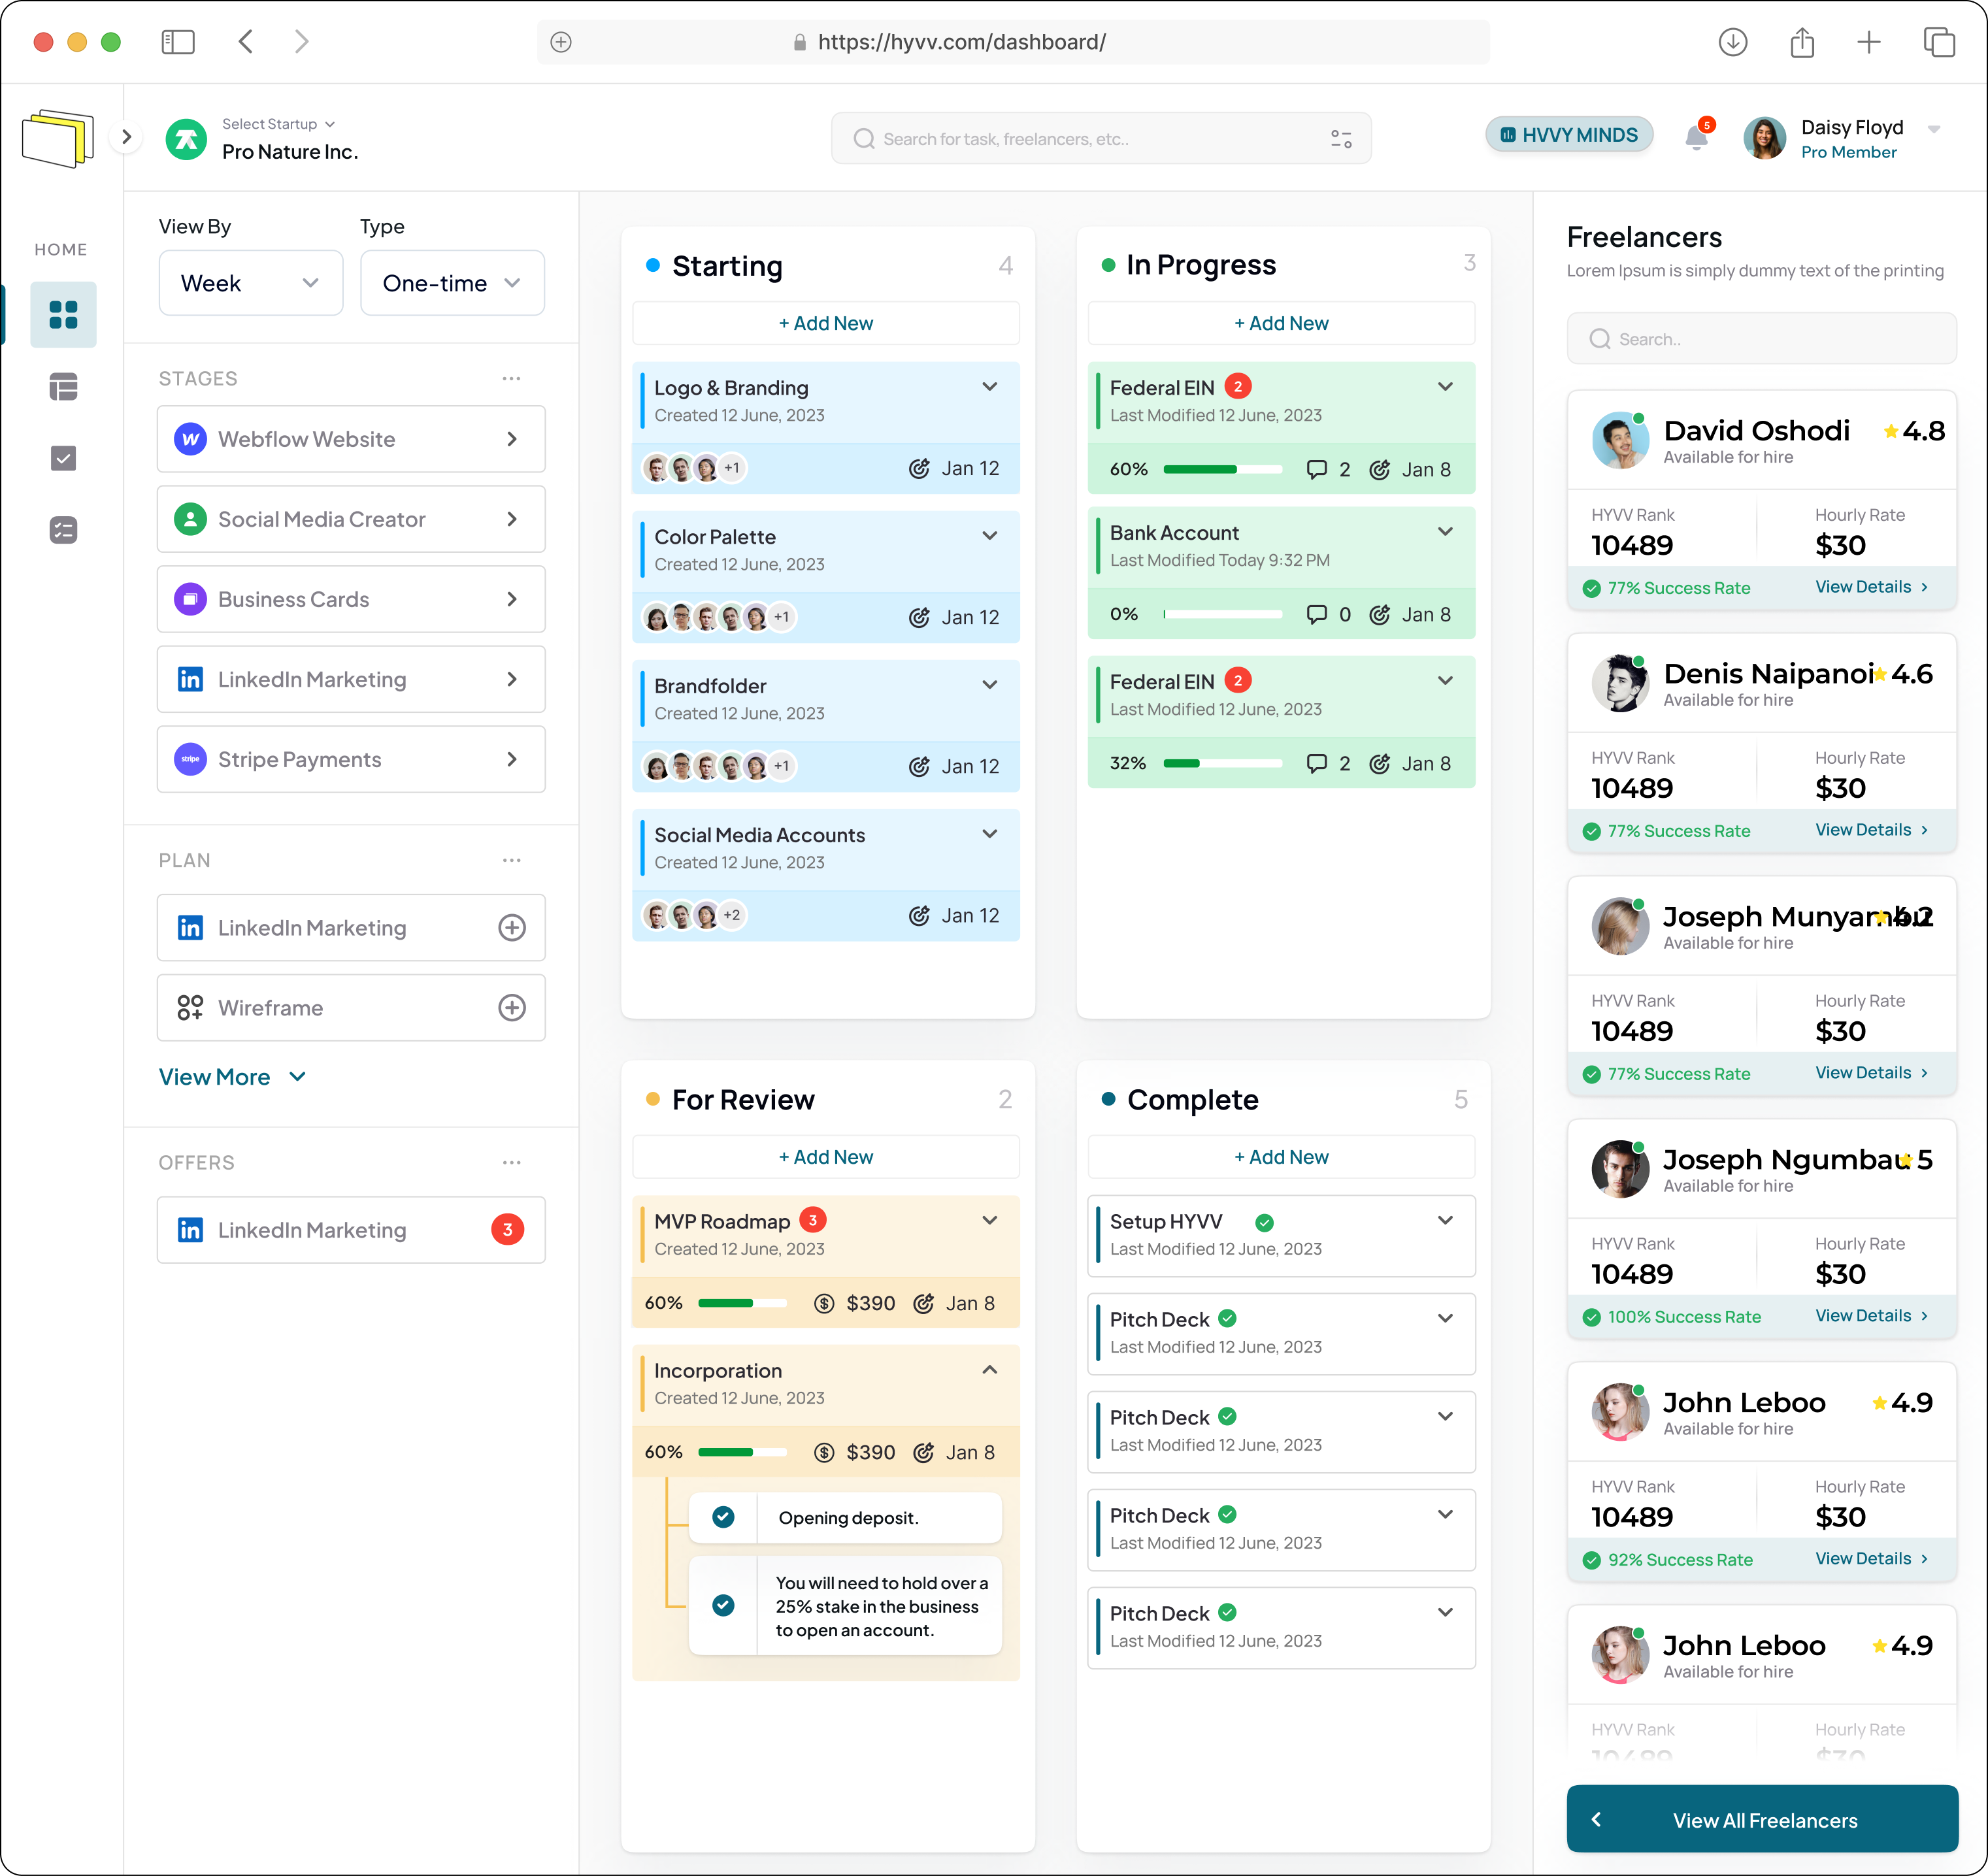 https://hyvv.com/dashboard/
Select Startup
Pro Nature Inc.
Search for task, freelancers, etc..
HVVY MINDS
5
Daisy Floyd
Pro Member
HOME
View By
Type
Week
One-time
STAGES
Webflow Website
Social Media Creator
Business Cards
LinkedIn Marketing
stripe
Stripe Payments
PLAN
LinkedIn Marketing
Wireframe
View More
OFFERS
LinkedIn Marketing
3
Starting
4
+ Add New
Logo & Branding
Created 12 June, 2023
+1
Jan 12
Color Palette
Created 12 June, 2023
+1
Jan 12
Brandfolder
Created 12 June, 2023
+1
Jan 12
Social Media Accounts
Created 12 June, 2023
+2
Jan 12
In Progress
3
+ Add New
Federal EIN
2
Last Modified 12 June, 2023
60%
2
Jan 8
Bank Account
Last Modified Today 9:32 PM
0%
0
Jan 8
Federal EIN
2
Last Modified 12 June, 2023
32%
2
Jan 8
For Review
2
+ Add New
MVP Roadmap
3
Created 12 June, 2023
60%
$390
Jan 8
Incorporation
Created 12 June, 2023
60%
$390
Jan 8
Opening deposit.
You will need to hold over a
25% stake in the business
to open an account.
Complete
5
+ Add New
Setup HYVV
Last Modified 12 June, 2023
Pitch Deck
Last Modified 12 June, 2023
Pitch Deck
Last Modified 12 June, 2023
Pitch Deck
Last Modified 12 June, 2023
Pitch Deck
Last Modified 12 June, 2023
Freelancers
Lorem Ipsum is simply dummy text of the printing
Search..
David Oshodi
4.8
Available for hire
HYVV Rank
Hourly Rate
10489
$30
77% Success Rate
View Details
Denis Naipanoi
4.6
Available for hire
HYVV Rank
Hourly Rate
10489
$30
77% Success Rate
View Details
Joseph Munyambu
4.2
Available for hire
HYVV Rank
Hourly Rate
10489
$30
77% Success Rate
View Details
Joseph Ngumbau
5
Available for hire
HYVV Rank
Hourly Rate
10489
$30
100% Success Rate
View Details
John Leboo
4.9
Available for hire
HYVV Rank
Hourly Rate
10489
$30
92% Success Rate
View Details
John Leboo
4.9
Available for hire
HYVV Rank
Hourly Rate
10489
$30
View All Freelancers